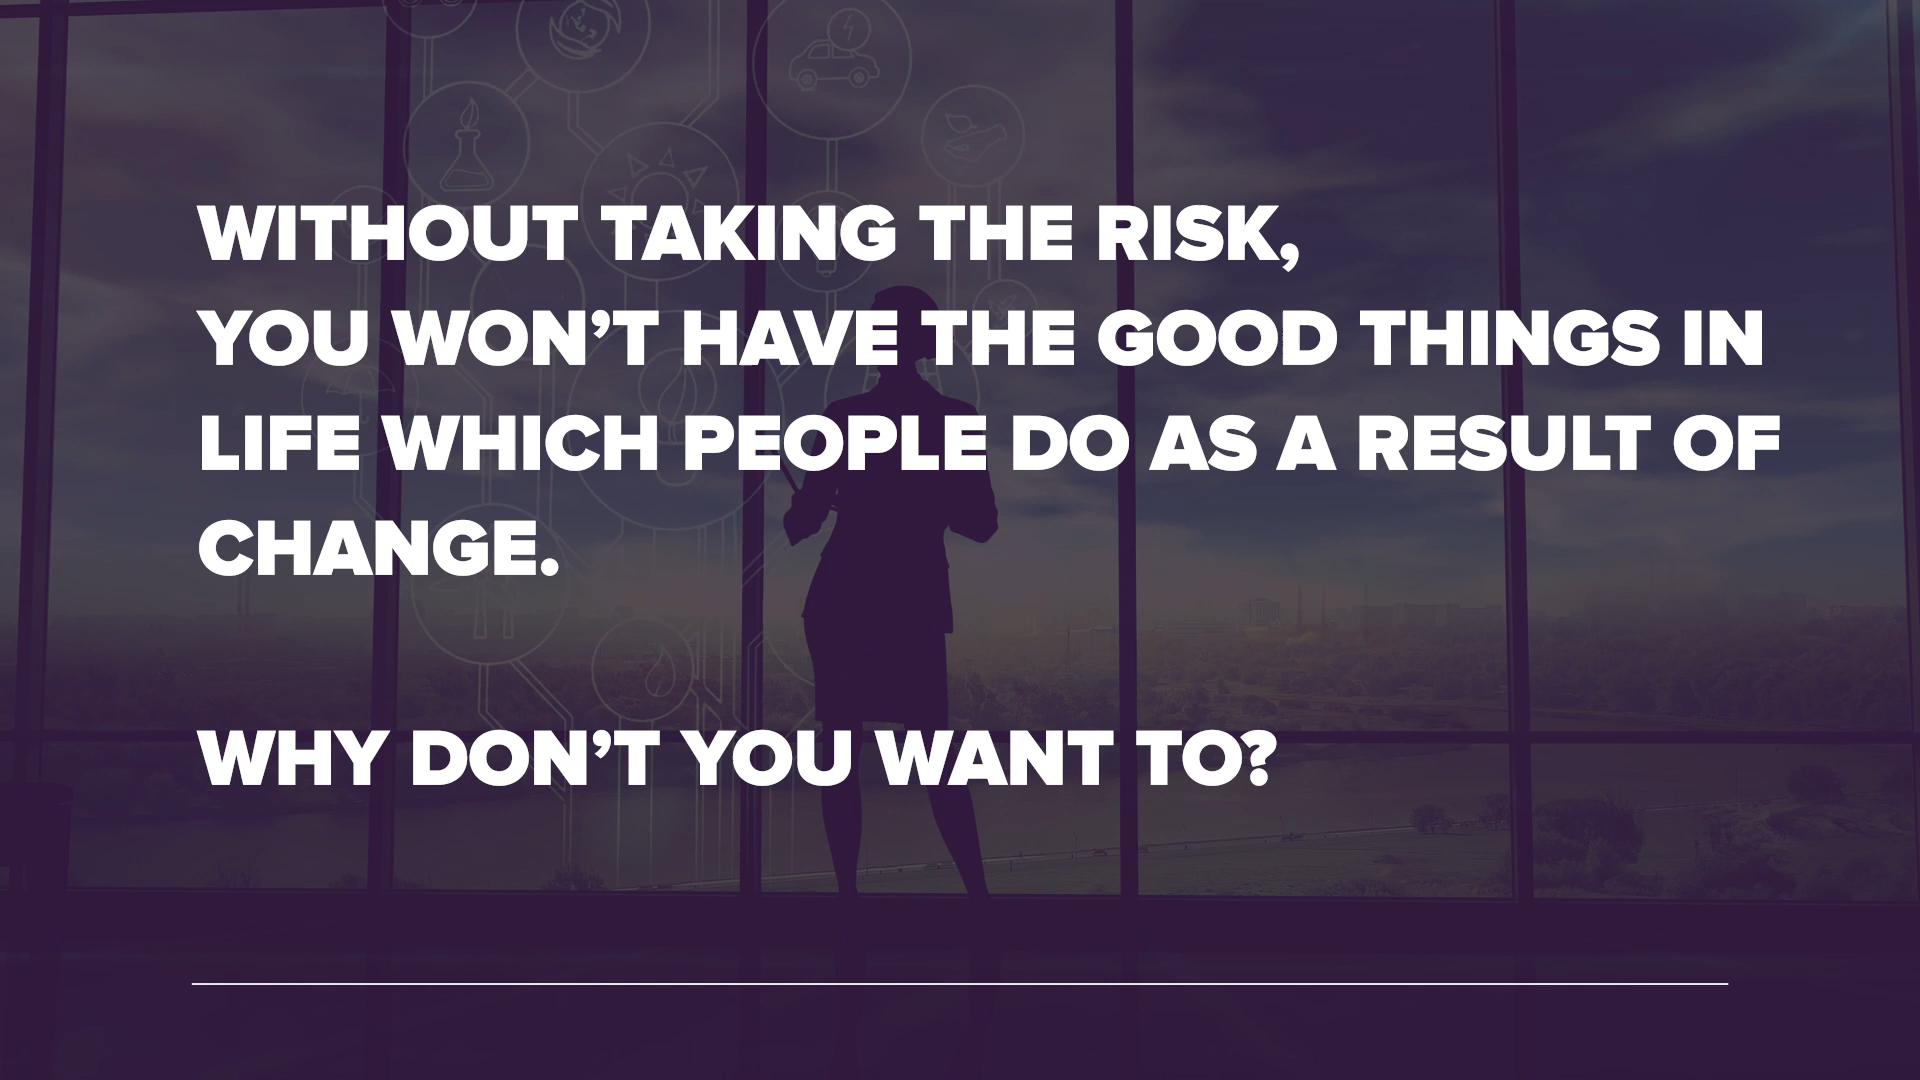 WITHOUT TAKING THE RISK,
YOU WON’T HAVE THE GOOD THINGS IN
LIFE WHICH PEOPLE DO AS A RESULT OF
CHANGE.
WHY DON’T YOU WANT TO?